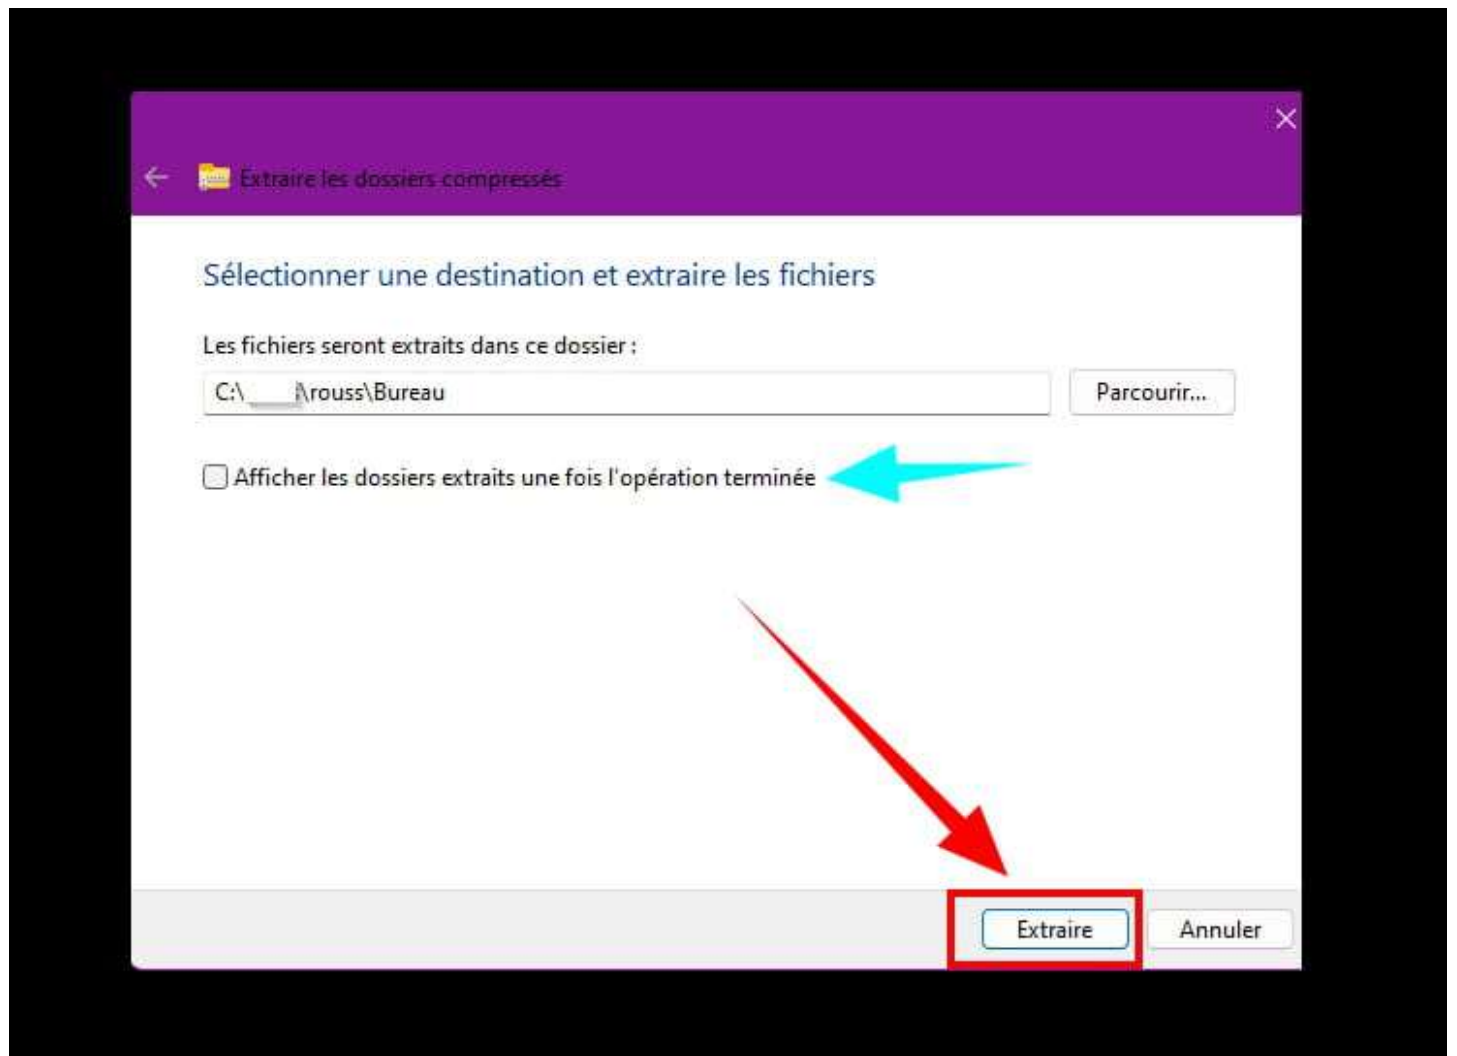 Extraire les dossiers compressés
Sélectionner une destination et extraire les fichiers
Les fichiers seront extraits dans ce dossier :
C:\ \rouss\Bureau
Parcourir...
Afficher les dossiers extraits une fois l'opération terminée
Extraire
Annuler